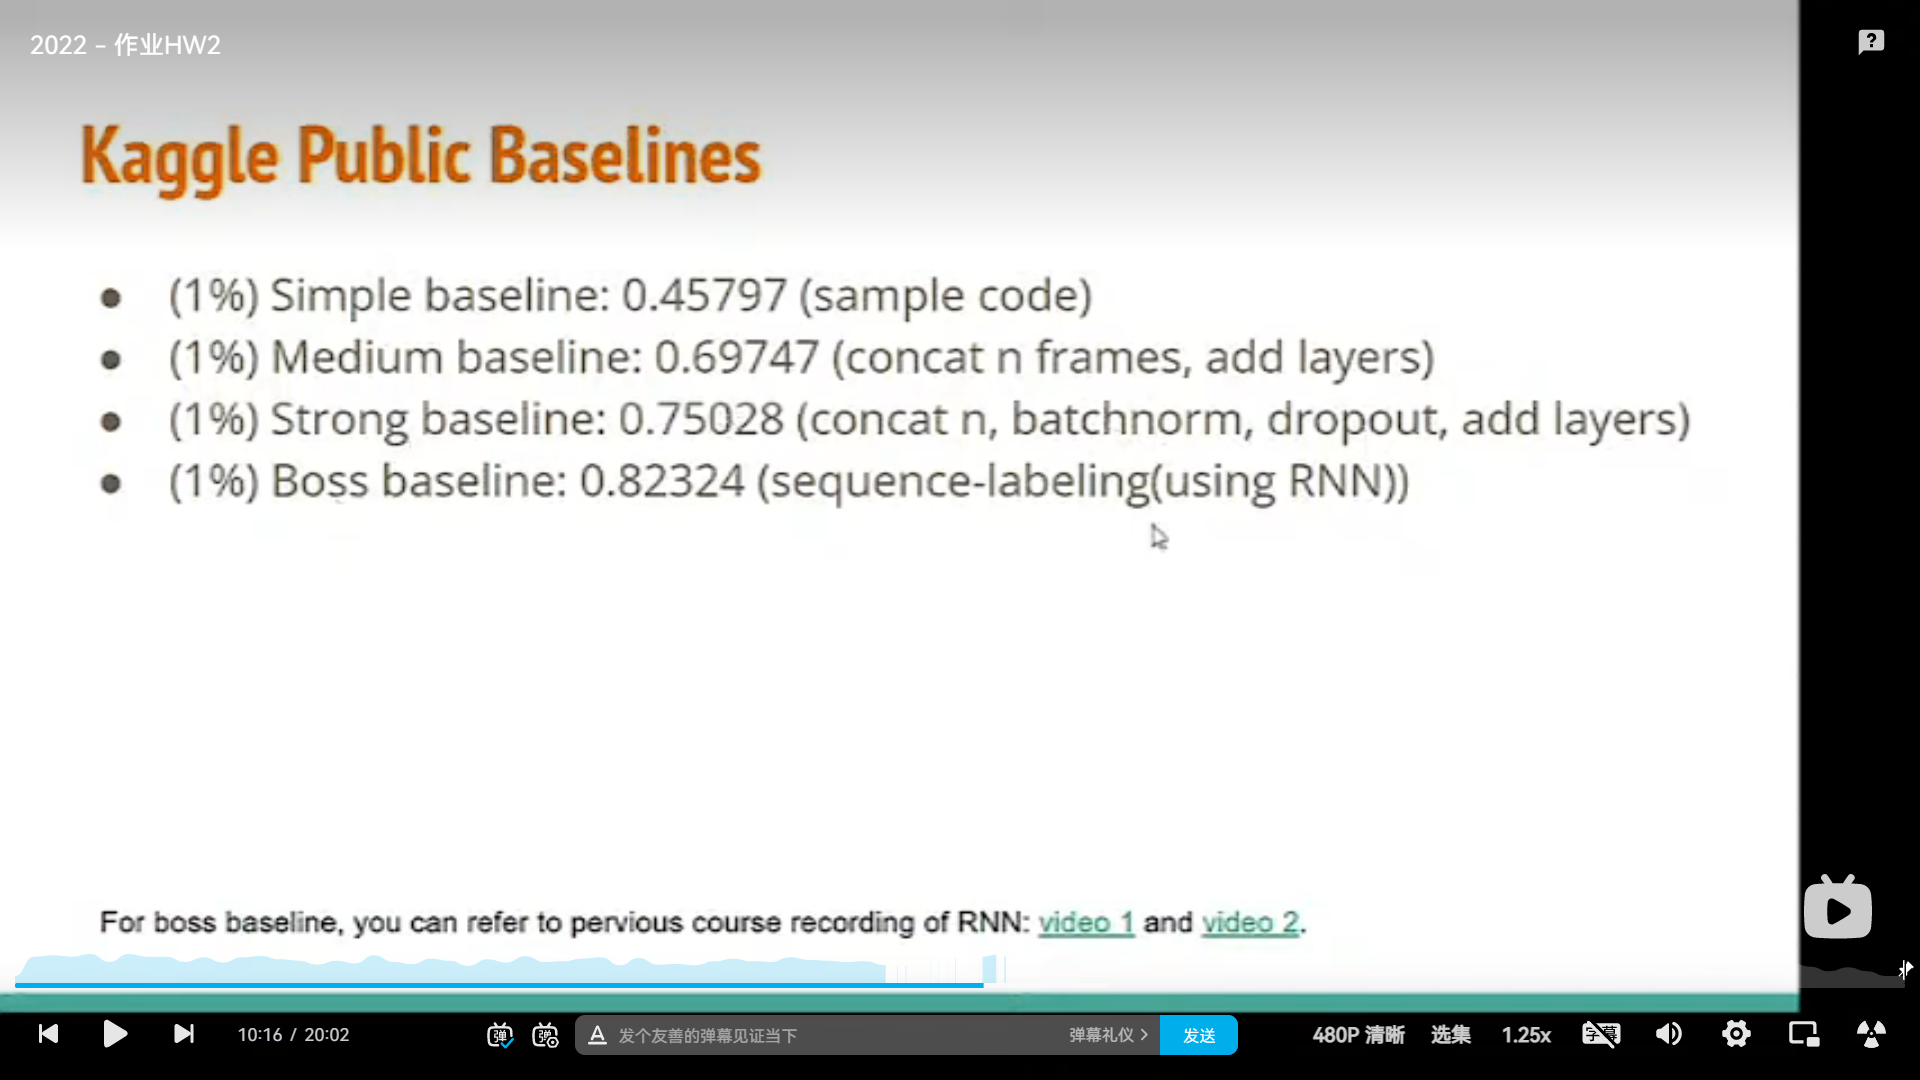 2022 - 作业HW2
Kaggle Public Baselines
● (1%) Simple baseline: 0.45797 (sample code)
● (1%) Medium baseline: 0.69747 (concat n frames, add layers)
● (1%) Strong baseline: 0.75028 (concat n, batchnorm, dropout, add layers)
● (1%) Boss baseline: 0.82324 (sequence-labeling(using RNN))
For boss baseline, you can refer to pervious course recording of RNN: video 1 and video 2.
10:16 / 20:02 弹 弹 A 发个友善的弹幕见证当下 弹幕礼仪 > 发送 480P 清晰 选集 1.25x 字幕